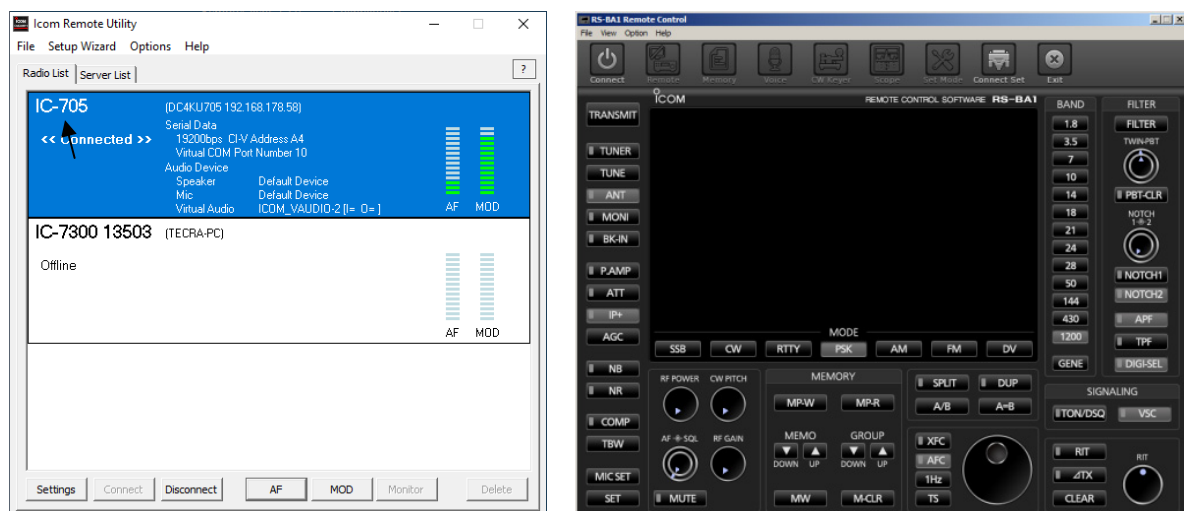 Icom Remote Utility
File Setup Wizard Options Help
Radio List Server List ?
IC-705 (DC4KU705 192.168.178.58)
<< Connected >>
Serial Data
19200bps CI-V Address A4
Virtual COM Port Number 10
Audio Device
Speaker Default Device
Mic Default Device
Virtual Audio ICOM_VAUDIO-2 [I= O= ]
AF MOD
IC-7300 13503 (TECRA-PC)
Offline
AF MOD
Settings Connect Disconnect AF MOD Monitor Delete
RS-BA1 Remote Control
File View Option Help
Connect Remote Memory Voice CW Keyer Scope Set Mode Connect Set Exit
ICOM REMOTE CONTROL SOFTWARE RS-BA1
TRANSMIT
TUNER
TUNE
ANT
MONI
BK-IN
P.AMP
ATT
IP+
AGC
NB
NR
COMP
TBW
MIC SET
SET
MODE
SSB CW RTTY PSK AM FM DV
RF POWER CW PITCH
AF SQL RF GAIN
MUTE
MEMORY
MP-W MP-R
MEMO GROUP
DOWN UP DOWN UP
MW M-CLR
SPLIT DUP
A/B A=B
XFC
AFC
1Hz
TS
BAND
1.8
3.5
7
10
14
18
21
24
28
50
144
430
1200
GENE
FILTER
FILTER
TWIN-PBT
PBT-CLR
NOTCH
1 2
NOTCH1
NOTCH2
APF
TPF
DIGI-SEL
SIGNALING
TON/DSQ VSC
RIT
⊿TX
CLEAR
RIT